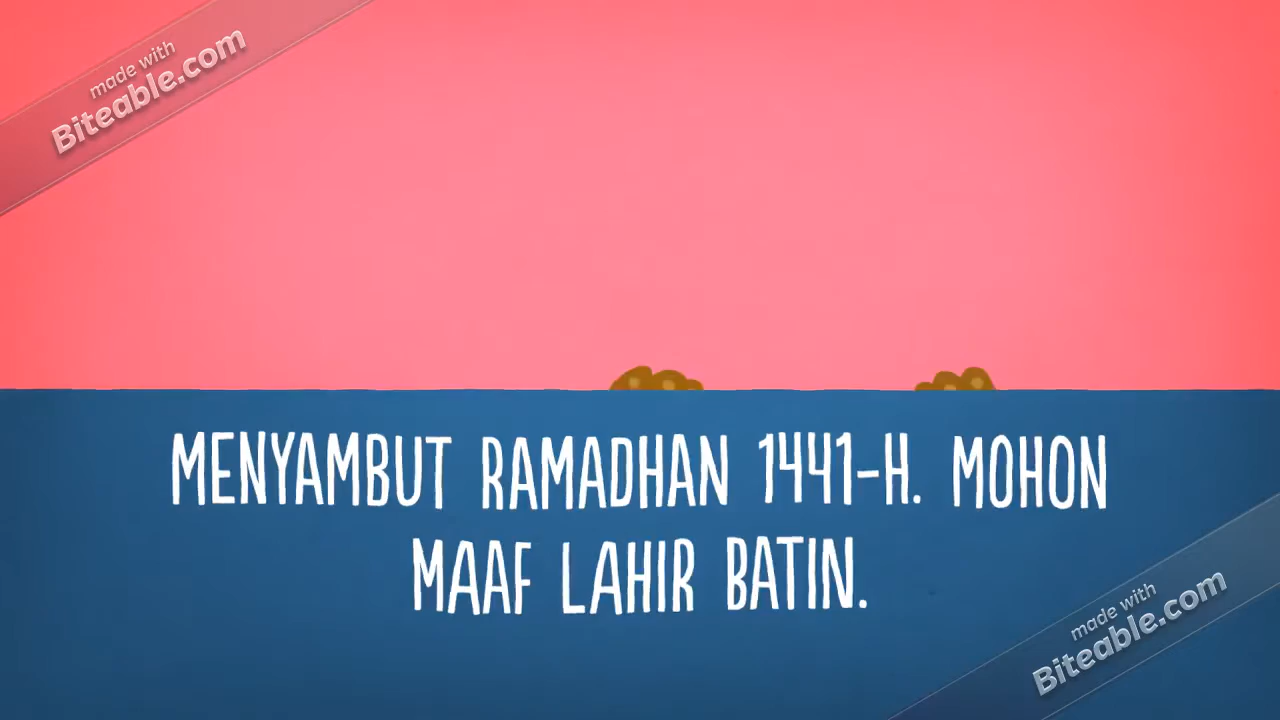 made with
Biteable.com
MENYAMBUT RAMADHAN 1441-H. MOHON
MAAF LAHIR BATIN.
made with
Biteable.com